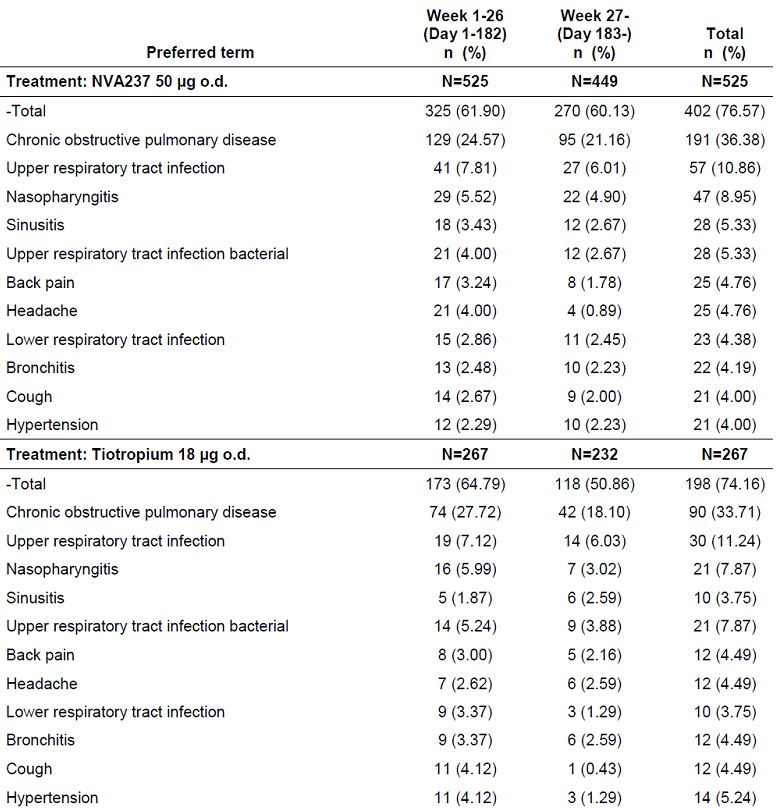 Preferred term Week 1-26 (Day 1-182) n (%) Week 27- (Day 183-) n (%) Total n (%)
Treatment: NVA237 50 µg o.d. N=525 N=449 N=525
-Total 325 (61.90) 270 (60.13) 402 (76.57)
Chronic obstructive pulmonary disease 129 (24.57) 95 (21.16) 191 (36.38)
Upper respiratory tract infection 41 (7.81) 27 (6.01) 57 (10.86)
Nasopharyngitis 29 (5.52) 22 (4.90) 47 (8.95)
Sinusitis 18 (3.43) 12 (2.67) 28 (5.33)
Upper respiratory tract infection bacterial 21 (4.00) 12 (2.67) 28 (5.33)
Back pain 17 (3.24) 8 (1.78) 25 (4.76)
Headache 21 (4.00) 4 (0.89) 25 (4.76)
Lower respiratory tract infection 15 (2.86) 11 (2.45) 23 (4.38)
Bronchitis 13 (2.48) 10 (2.23) 22 (4.19)
Cough 14 (2.67) 9 (2.00) 21 (4.00)
Hypertension 12 (2.29) 10 (2.23) 21 (4.00)
Treatment: Tiotropium 18 µg o.d. N=267 N=232 N=267
-Total 173 (64.79) 118 (50.86) 198 (74.16)
Chronic obstructive pulmonary disease 74 (27.72) 42 (18.10) 90 (33.71)
Upper respiratory tract infection 19 (7.12) 14 (6.03) 30 (11.24)
Nasopharyngitis 16 (5.99) 7 (3.02) 21 (7.87)
Sinusitis 5 (1.87) 6 (2.59) 10 (3.75)
Upper respiratory tract infection bacterial 14 (5.24) 9 (3.88) 21 (7.87)
Back pain 8 (3.00) 5 (2.16) 12 (4.49)
Headache 7 (2.62) 6 (2.59) 12 (4.49)
Lower respiratory tract infection 9 (3.37) 3 (1.29) 10 (3.75)
Bronchitis 9 (3.37) 6 (2.59) 12 (4.49)
Cough 11 (4.12) 1 (0.43) 12 (4.49)
Hypertension 11 (4.12) 3 (1.29) 14 (5.24)